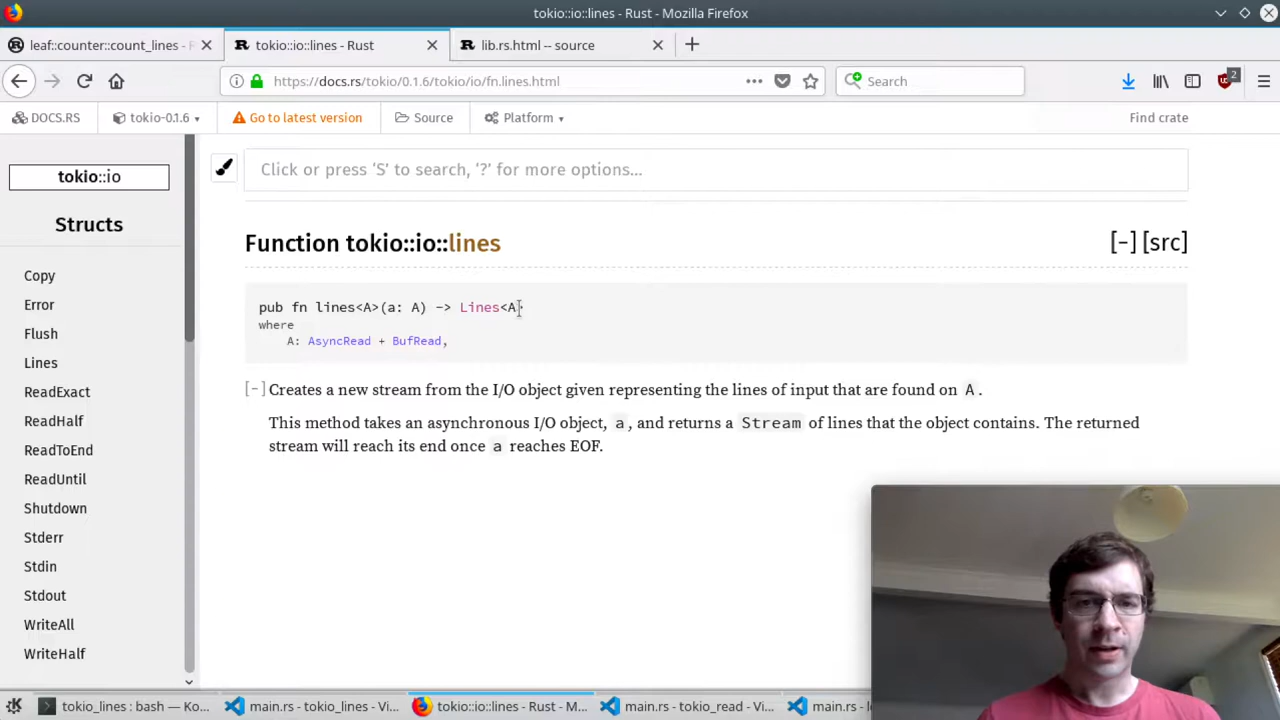 tokio::io::lines - Rust - Mozilla Firefox
leaf::counter::count_lines - R
tokio::io::lines - Rust
lib.rs.html -- source
https://docs.rs/tokio/0.1.6/tokio/io/fn.lines.html
Search
2
DOCS.RS
tokio-0.1.6
Go to latest version
Source
Platform
Find crate
tokio::io
Click or press 'S' to search, '?' for more options...
Structs
Copy
Error
Flush
Lines
ReadExact
ReadHalf
ReadToEnd
ReadUntil
Shutdown
Stderr
Stdin
Stdout
WriteAll
WriteHalf
Function tokio::io::lines
[-] [src]
pub fn lines<A>(a: A) -> Lines<A>
where
A: AsyncRead + BufRead,
[-] Creates a new stream from the I/O object given representing the lines of input that are found on A.
This method takes an asynchronous I/O object, a, and returns a Stream of lines that the object contains. The returned
stream will reach its end once a reaches EOF.
tokio_lines : bash — Ko...
main.rs - tokio_lines - Vi...
tokio::io::lines - Rust - M...
main.rs - tokio_read - Vi...
main.rs - l